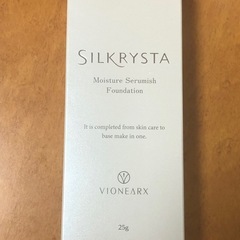 SILKRYSTA
Moisture Serumish
Foundation
It is completed from skin care to
base make in one.
VIONEARX
25g